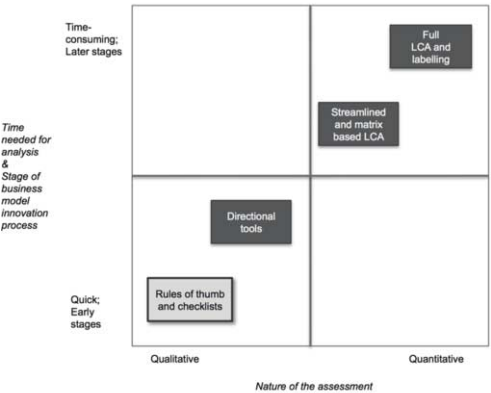 Time-
consuming;
Later stages
Full
LCA and
labelling
Streamlined
and matrix
based LCA
Time
needed for
analysis
&
Stage of
business
model
innovation
process
Directional
tools
Rules of thumb
and checklists
Quick;
Early
stages
Qualitative
Quantitative
Nature of the assessment